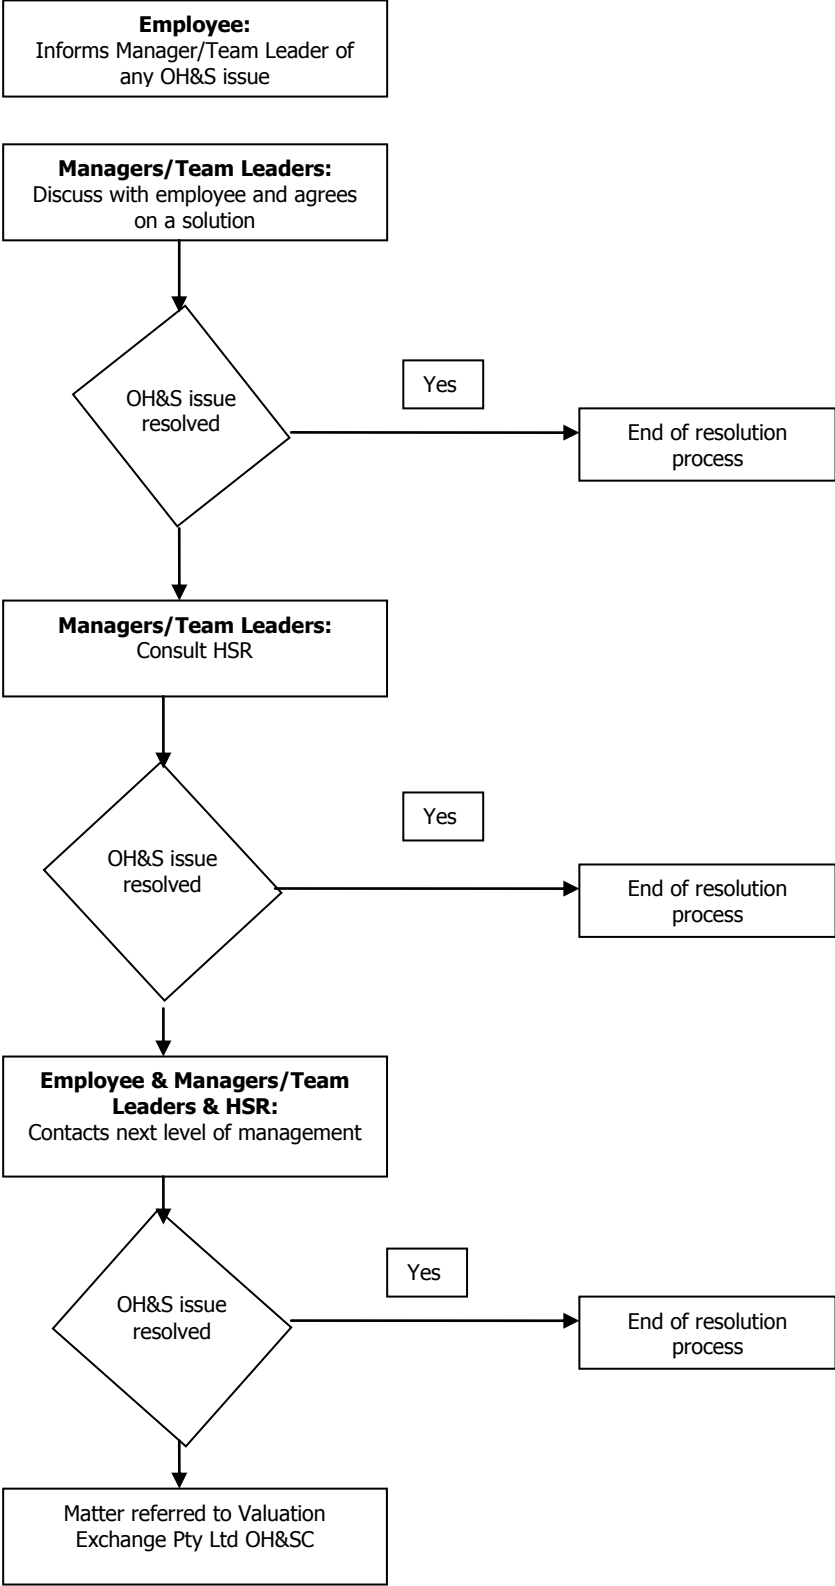 Employee:
Informs Manager/Team Leader of
any OH&S issue
Managers/Team Leaders:
Discuss with employee and agrees
on a solution
OH&S issue
resolved
Yes
End of resolution
process
Managers/Team Leaders:
Consult HSR
OH&S issue
resolved
Yes
End of resolution
process
Employee & Managers/Team
Leaders & HSR:
Contacts next level of management
OH&S issue
resolved
Yes
End of resolution
process
Matter referred to Valuation
Exchange Pty Ltd OH&SC